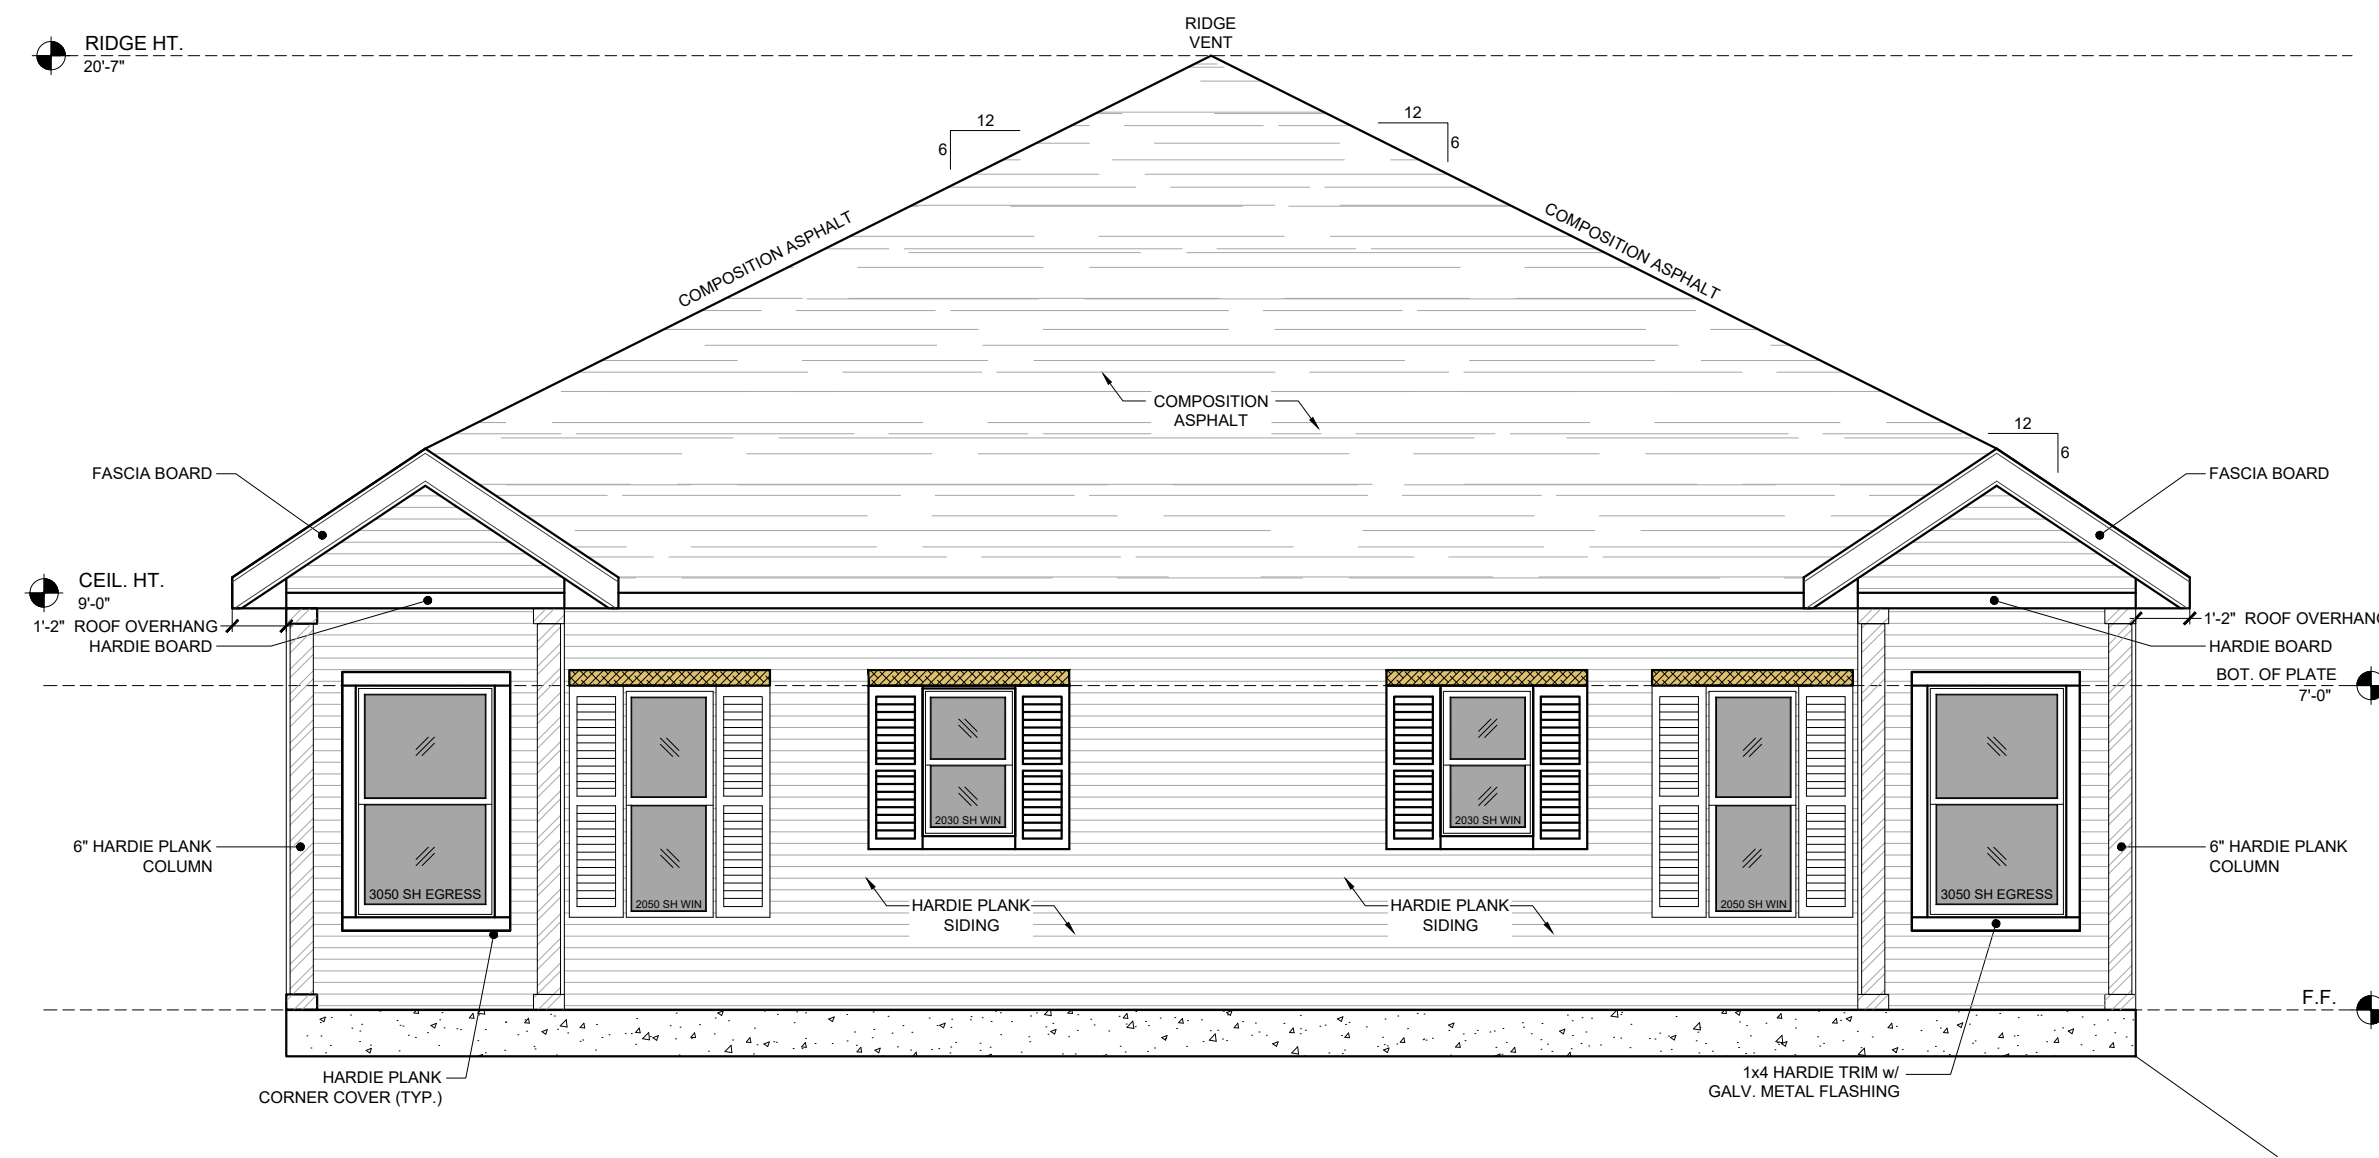 RIDGE
VENT
RIDGE HT.
20'-7"
12
6
12
6
COMPOSITION ASPHALT
COMPOSITION ASPHALT
COMPOSITION
ASPHALT
12
6
FASCIA BOARD
FASCIA BOARD
CEIL. HT.
9'-0"
1'-2" ROOF OVERHANG
HARDIE BOARD
1'-2" ROOF OVERHANG
HARDIE BOARD
BOT. OF PLATE
7'-0"
2030 SH WIN
2030 SH WIN
6" HARDIE PLANK
COLUMN
6" HARDIE PLANK
COLUMN
3050 SH EGRESS
2050 SH WIN
2050 SH WIN
3050 SH EGRESS
HARDIE PLANK
SIDING
HARDIE PLANK
SIDING
F.F.
HARDIE PLANK
CORNER COVER (TYP.)
1x4 HARDIE TRIM w/
GALV. METAL FLASHING